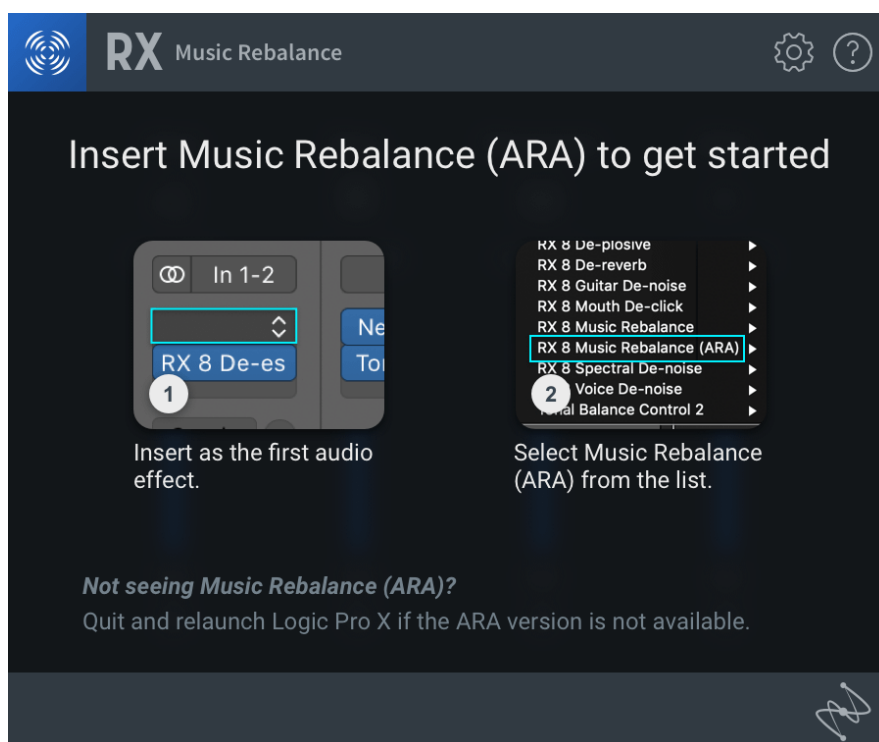 RX Music Rebalance
?
Insert Music Rebalance (ARA) to get started
In 1-2
Ne
RX 8 De-es
To
1
Insert as the first audio
effect.
RX 8 De-plosive
RX 8 De-reverb
RX 8 Guitar De-noise
RX 8 Mouth De-click
RX 8 Music Rebalance
RX 8 Music Rebalance (ARA)
RX 8 Spectral De-noise
Voice De-noise
2
Balance Control 2
Select Music Rebalance
(ARA) from the list.
Not seeing Music Rebalance (ARA)?
Quit and relaunch Logic Pro X if the ARA version is not available.